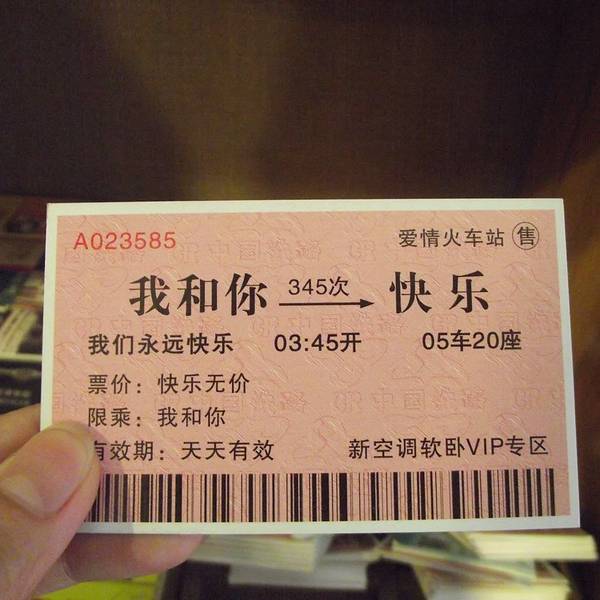 A023585 爱情火车站 售
我和你 345次 快乐
我们永远快乐 03:45开 05车20座
票价：快乐无价
限乘：我和你
有效期：天天有效 新空调软卧VIP专区